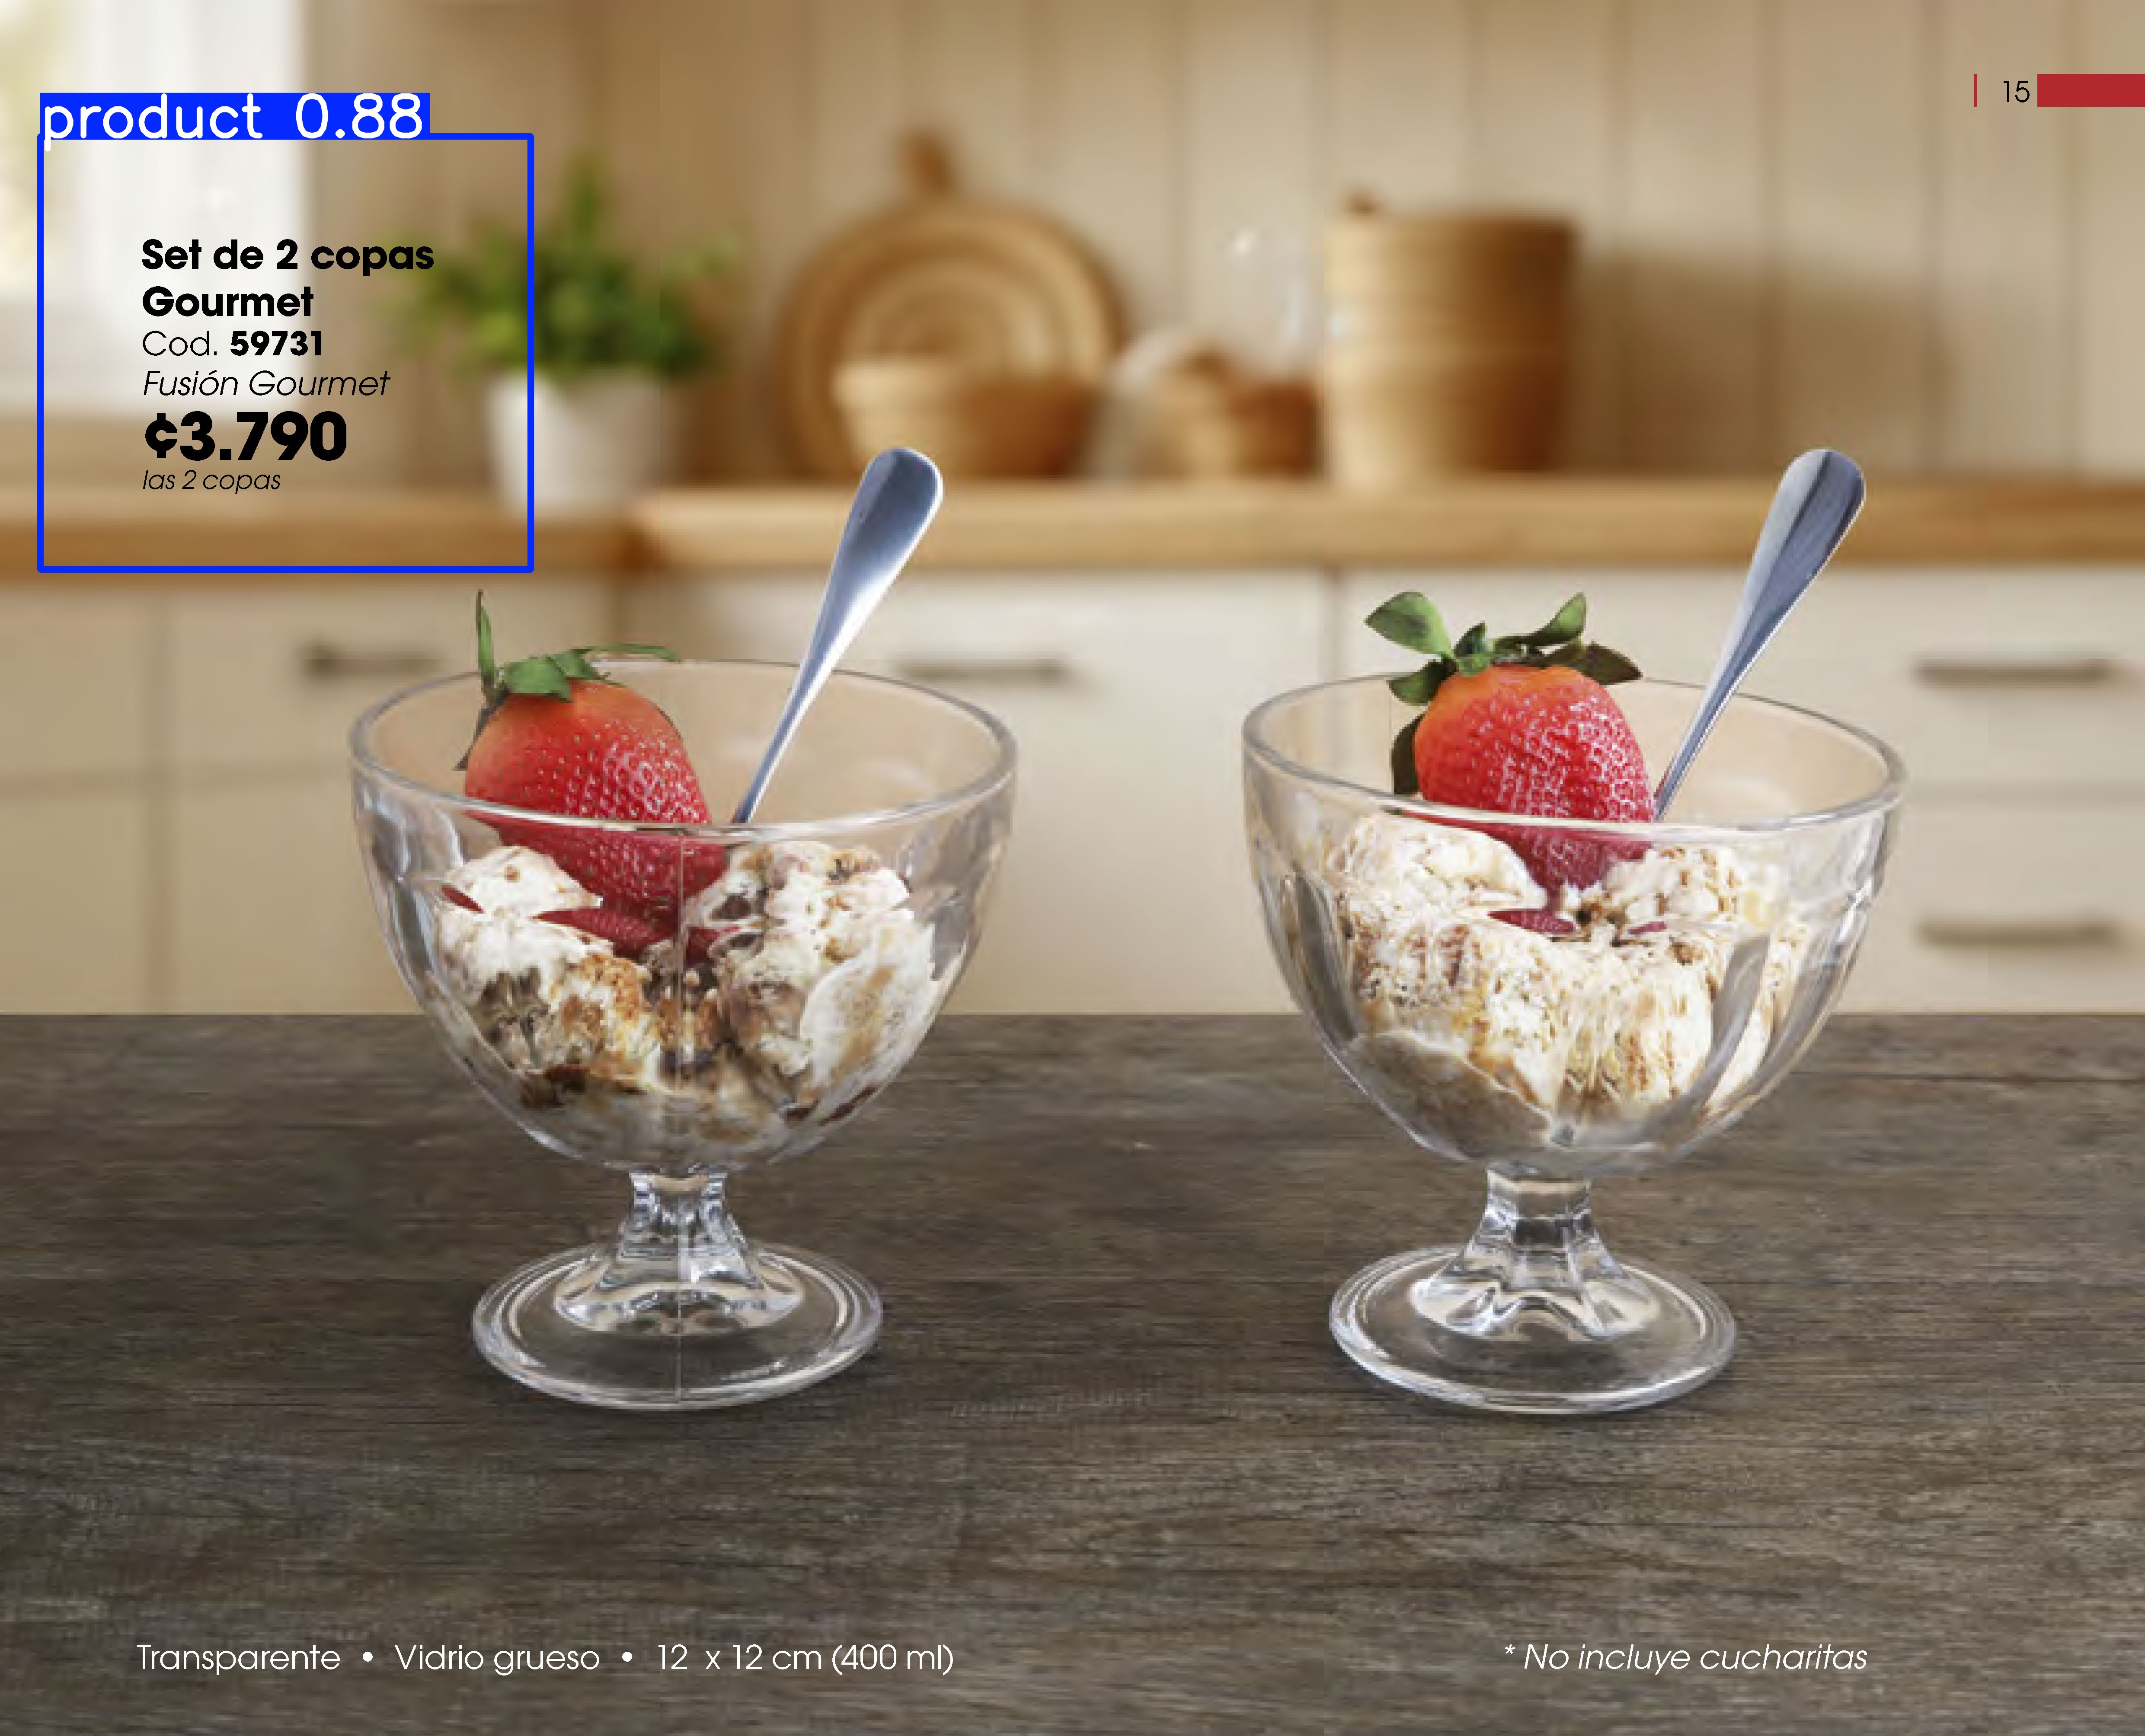 product 0.88
15
Set de 2 copas
Gourmet
Cod. 59731
Fusión Gourmet
¢3.790
las 2 copas
Transparente • Vidrio grueso • 12 x 12 cm (400 ml)
* No incluye cucharitas